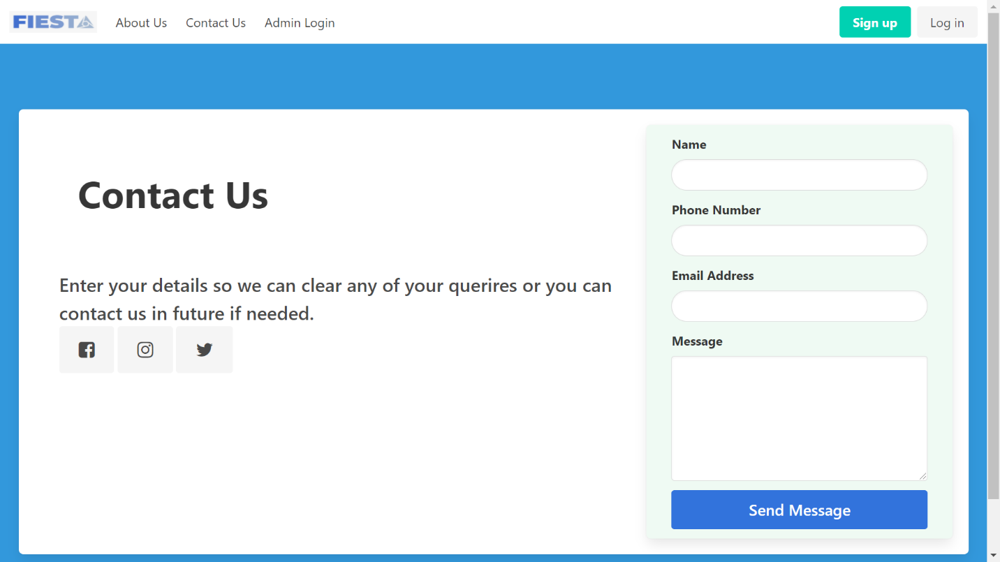 FIESTA
About Us
Contact Us
Admin Login
Sign up
Log in
Contact Us
Enter your details so we can clear any of your querires or you can
contact us in future if needed.
Name
Phone Number
Email Address
Message
Send Message